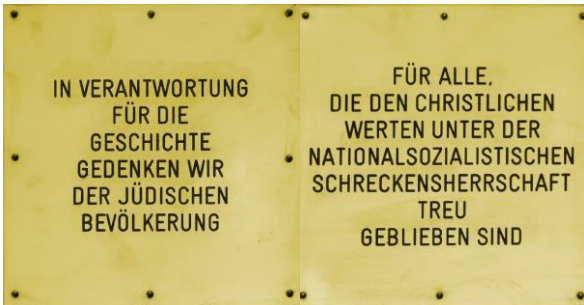 IN VERANTWORTUNG
FÜR DIE
GESCHICHTE
GEDENKEN WIR
DER JÜDISCHEN
BEVÖLKERUNG
FÜR ALLE,
DIE DEN CHRISTLICHEN
WERTEN UNTER DER
NATIONALSOZIALISTISCHEN
SCHRECKENSHERRSCHAFT
TREU
GEBLIEBEN SIND